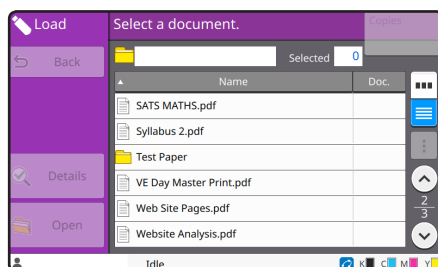 Load
Select a document.
Copies
Back
Selected 0
Name Doc.
SATS MATHS.pdf
Syllabus 2.pdf
Test Paper
Details
VE Day Master Print.pdf
Web Site Pages.pdf
Open
Website Analysis.pdf
2
3
Idle
K C M Y